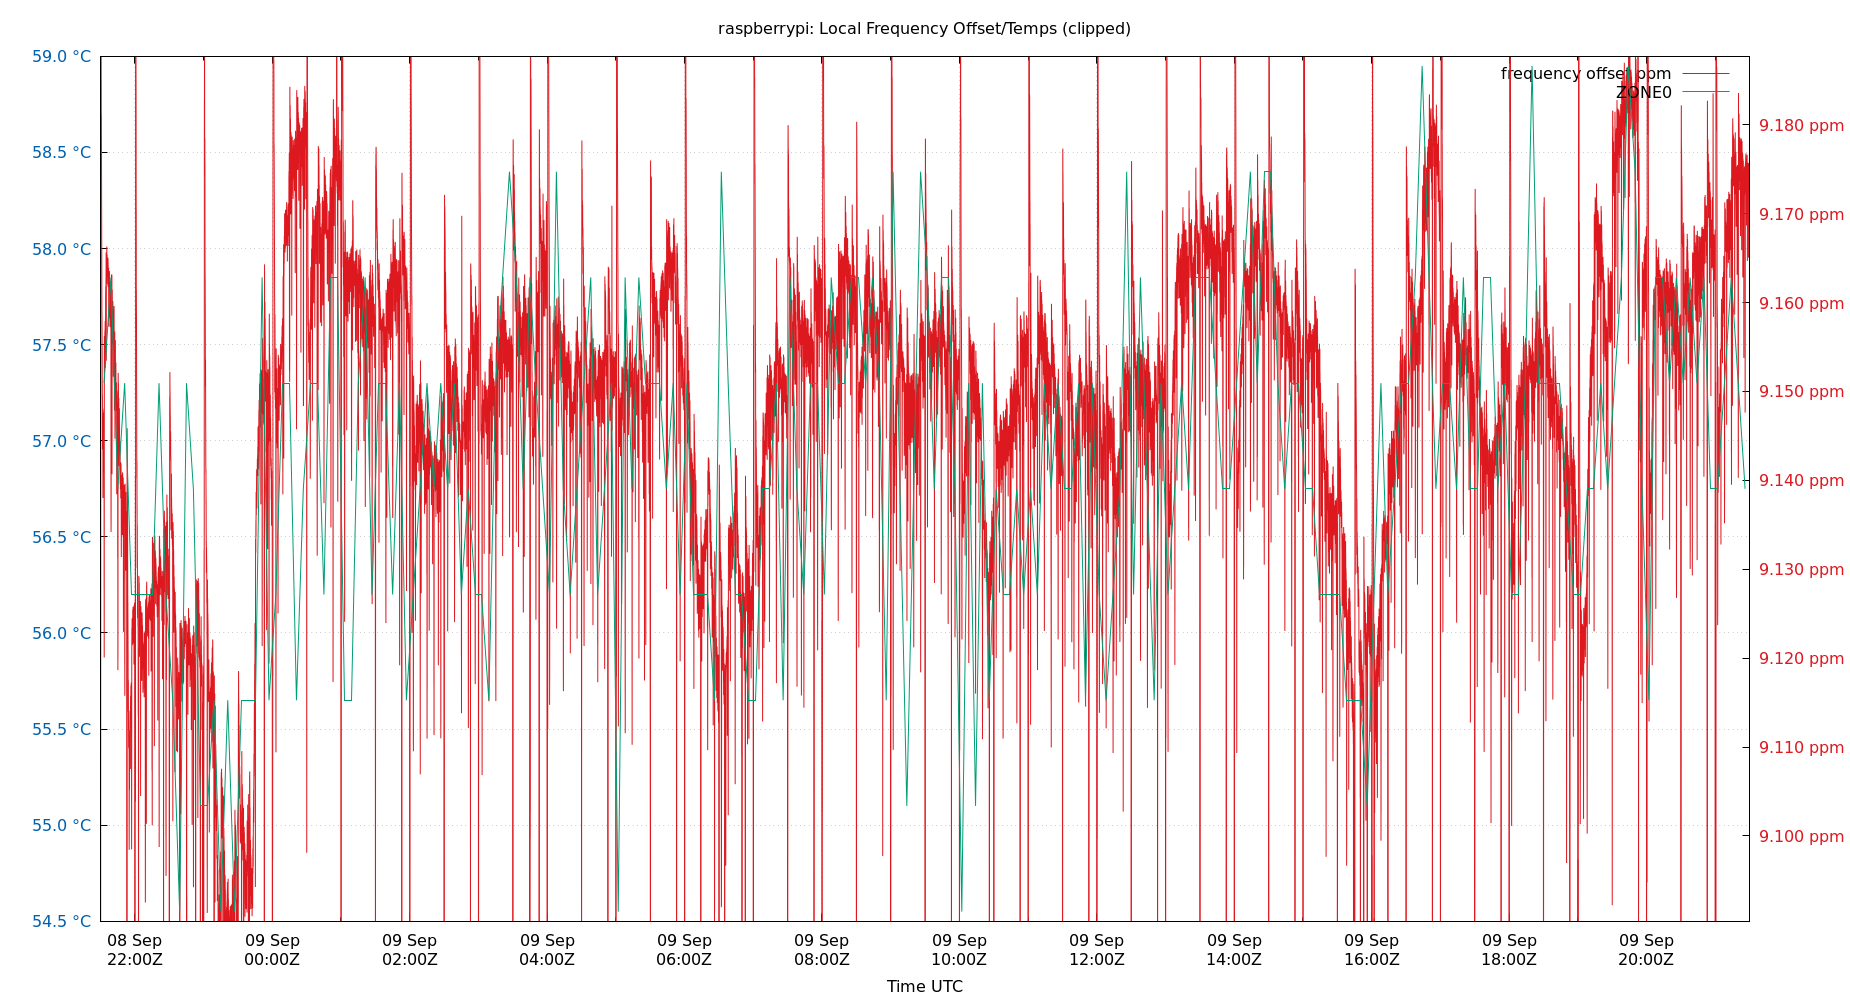 raspberrypi: Local Frequency Offset/Temps (clipped)
59.0 °C
58.5 °C
58.0 °C
57.5 °C
57.0 °C
56.5 °C
56.0 °C
55.5 °C
55.0 °C
54.5 °C
frequency offset ppm
ZONE0
9.180 ppm
9.170 ppm
9.160 ppm
9.150 ppm
9.140 ppm
9.130 ppm
9.120 ppm
9.110 ppm
9.100 ppm
08 Sep 09 Sep 09 Sep 09 Sep 09 Sep 09 Sep 09 Sep 09 Sep 09 Sep 09 Sep 09 Sep 09 Sep
22:00Z 00:00Z 02:00Z 04:00Z 06:00Z 08:00Z 10:00Z 12:00Z 14:00Z 16:00Z 18:00Z 20:00Z
Time UTC